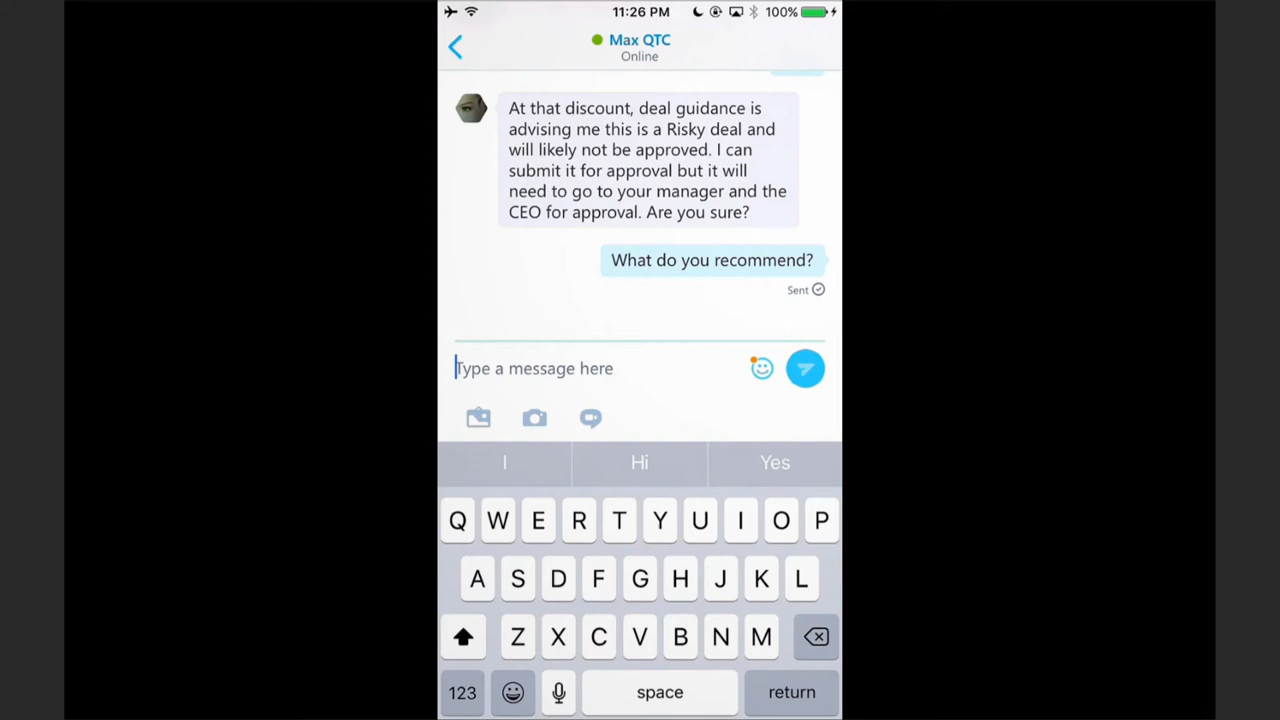 11:26 PM
100%
Max QTC
Online
At that discount, deal guidance is
advising me this is a Risky deal and
will likely not be approved. I can
submit it for approval but it will
need to go to your manager and the
CEO for approval. Are you sure?
What do you recommend?
Sent
Type a message here
I Hi Yes
Q W E R T Y U I O P
A S D F G H J K L
Z X C V B N M
123 space return